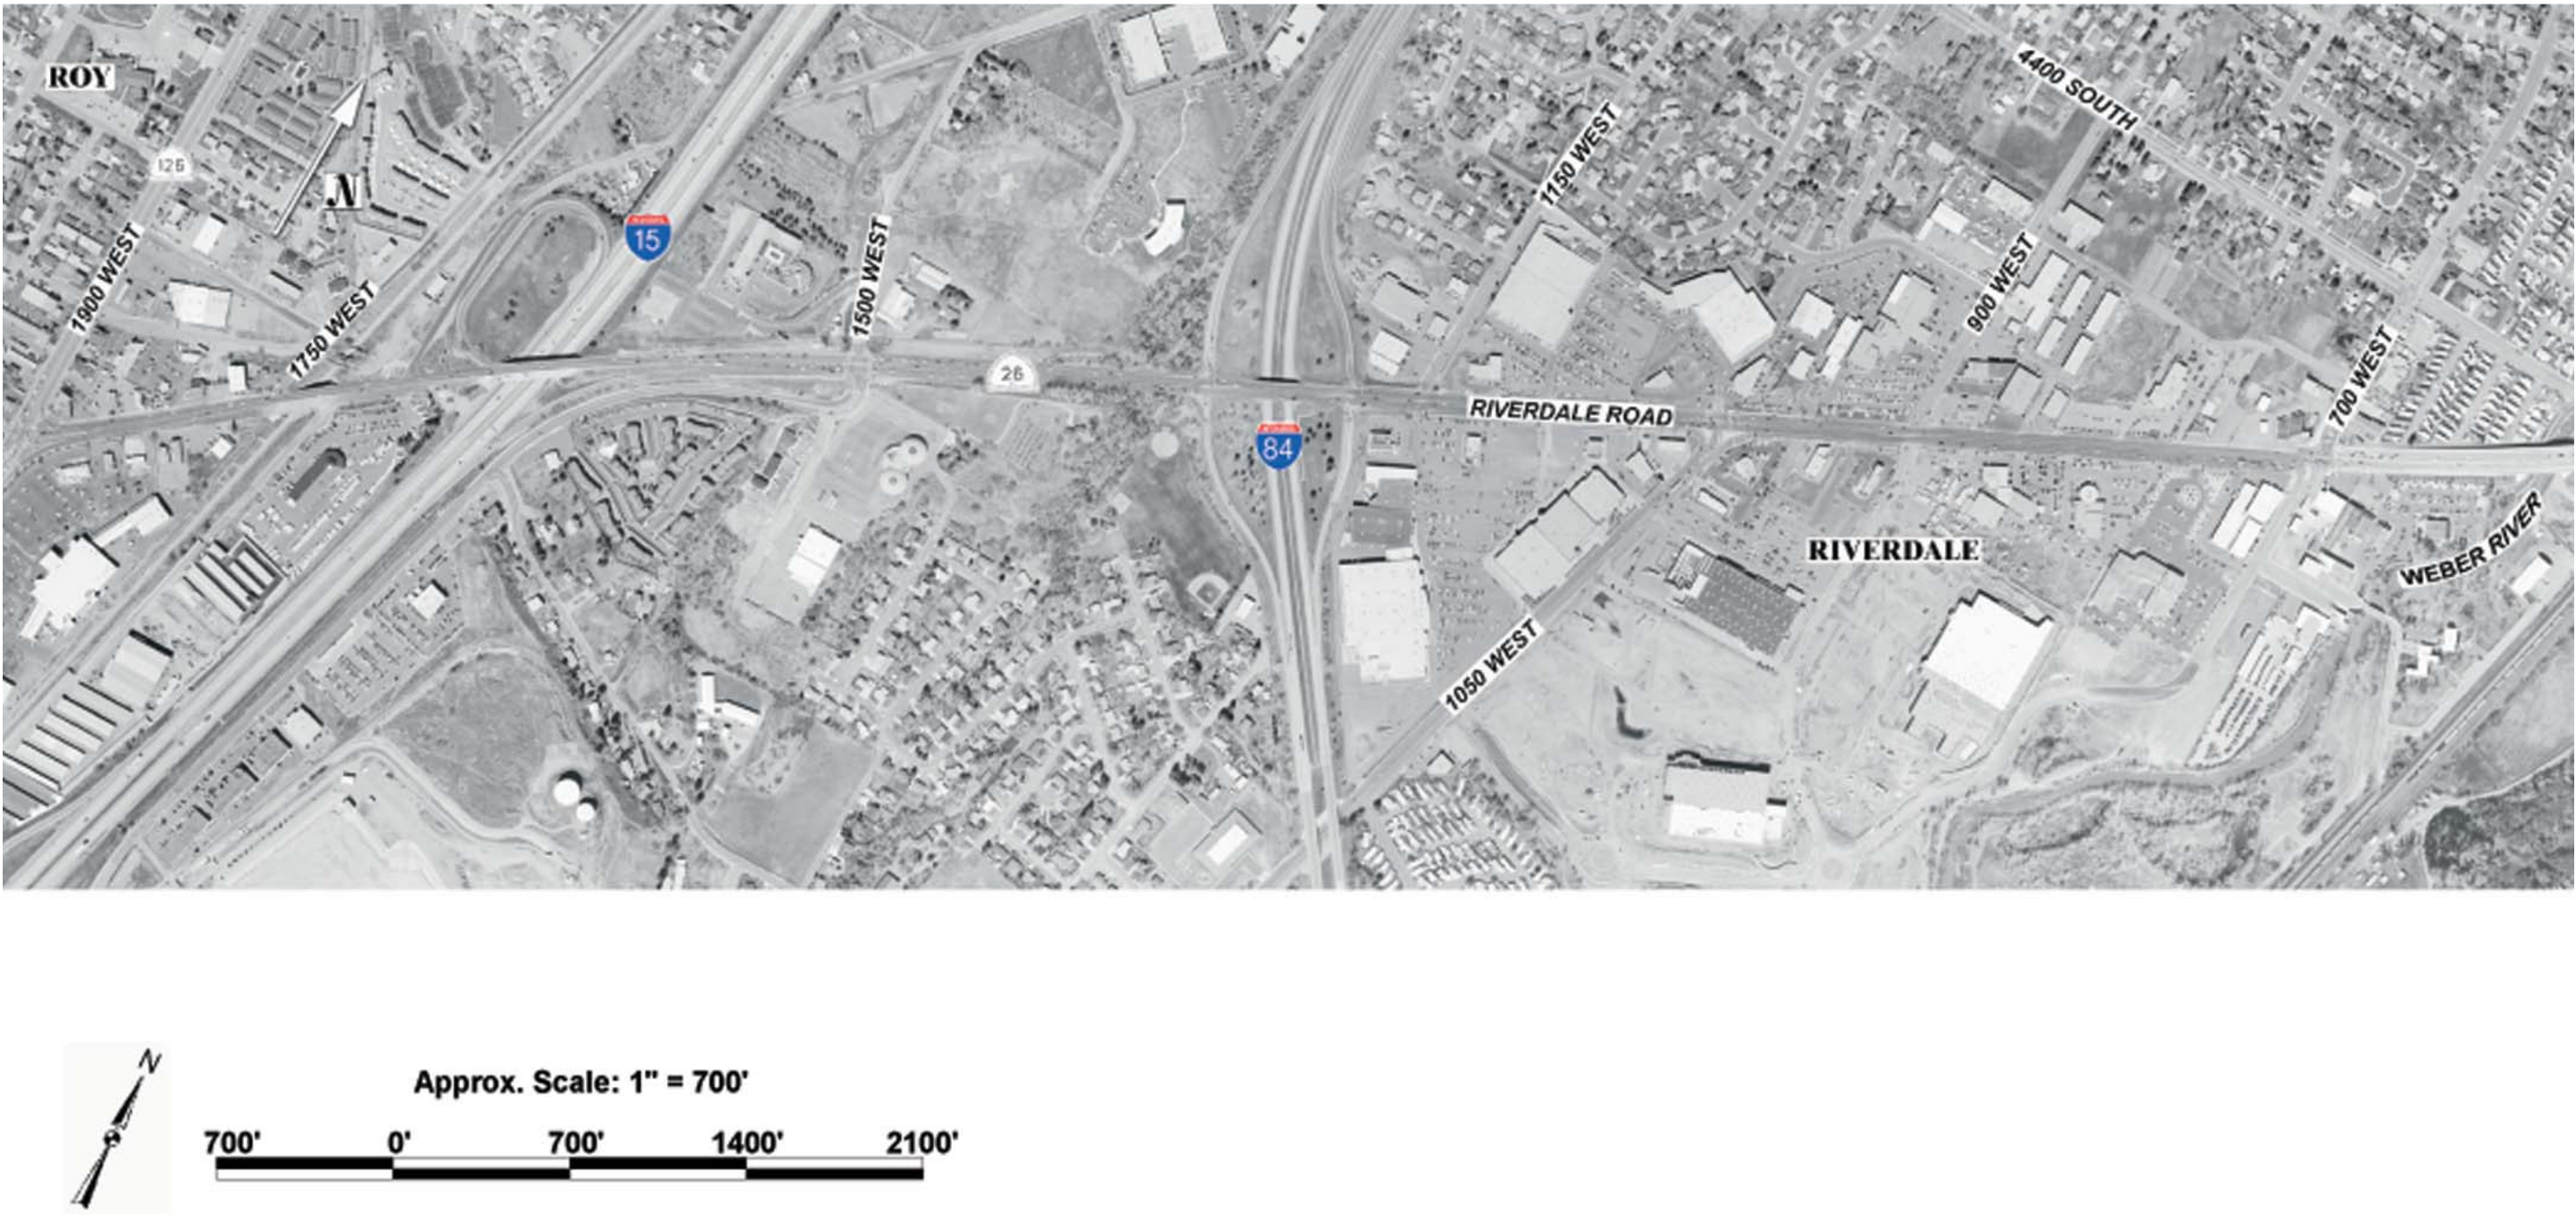 ROY
126
N
1900 WEST
1750 WEST
15
1500 WEST
26
84
1150 WEST
4400 SOUTH
900 WEST
700 WEST
RIVERDALE ROAD
RIVERDALE
1050 WEST
WEBER RIVER
N
Approx. Scale: 1" = 700'
700' 0' 700' 1400' 2100'